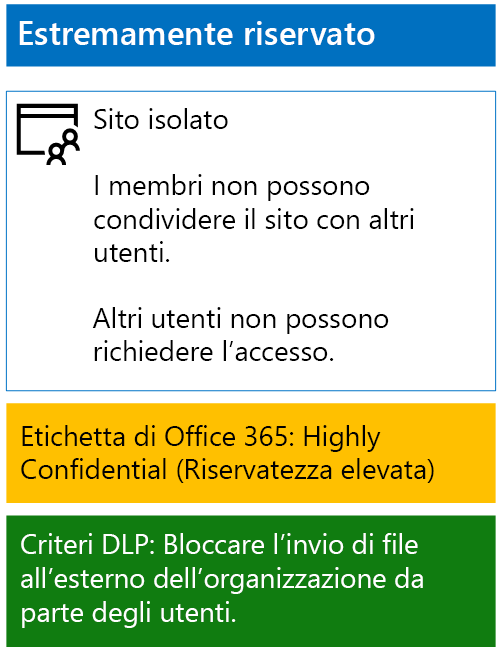 Estremamente riservato
Sito isolato
I membri non possono
condividere il sito con altri
utenti.
Altri utenti non possono
richiedere l’accesso.
Etichetta di Office 365: Highly
Confidential (Riservatezza elevata)
Criteri DLP: Bloccare l’invio di file
all’esterno dell’organizzazione da
parte degli utenti.